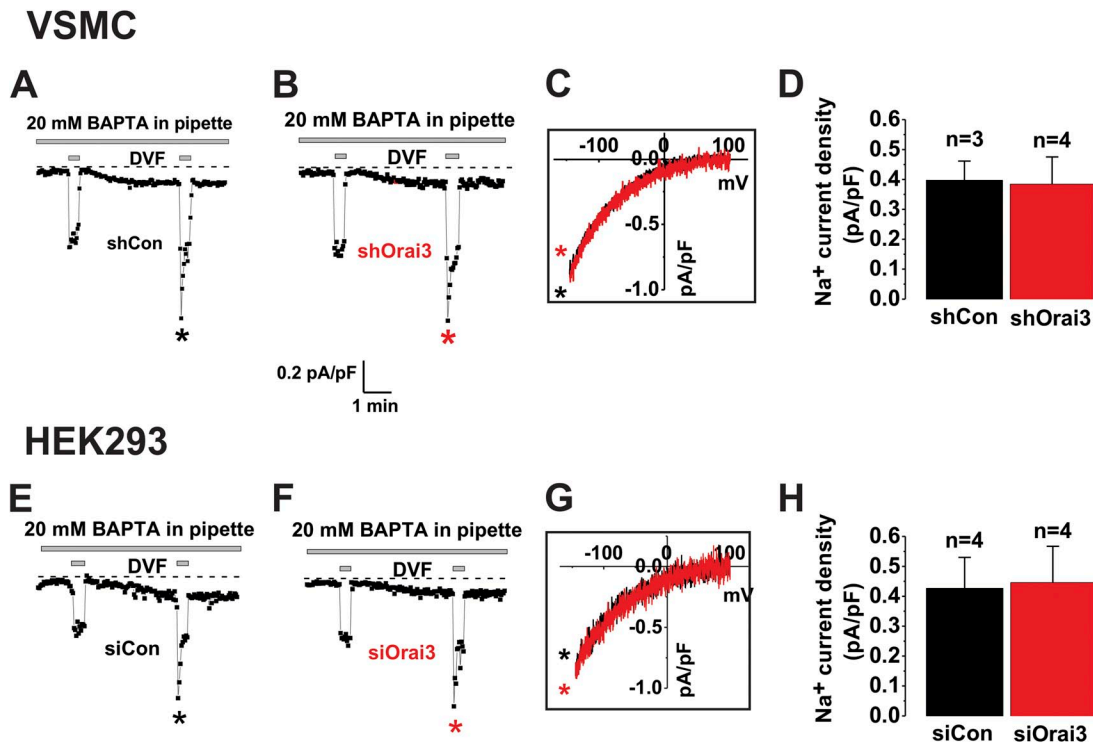 VSMC
A
20 mM BAPTA in pipette
DVF
shCon
*
B
20 mM BAPTA in pipette
DVF
shOrai3
*
0.2 pA/pF
1 min
C
-100 0 100
0.0
mV
-0.5
-1.0
pA/pF
*
*
D
Na+ current density
(pA/pF)
0.6
0.5
0.4
0.3
0.2
0.1
0.0
n=3
n=4
shCon shOrai3
HEK293
E
20 mM BAPTA in pipette
DVF
siCon
*
F
20 mM BAPTA in pipette
DVF
siOrai3
*
G
-100 0 100
0.0
mV
-0.5
-1.0
pA/pF
*
*
H
Na+ current density
(pA/pF)
0.6
0.5
0.4
0.3
0.2
0.1
0.0
n=4
n=4
siCon siOrai3